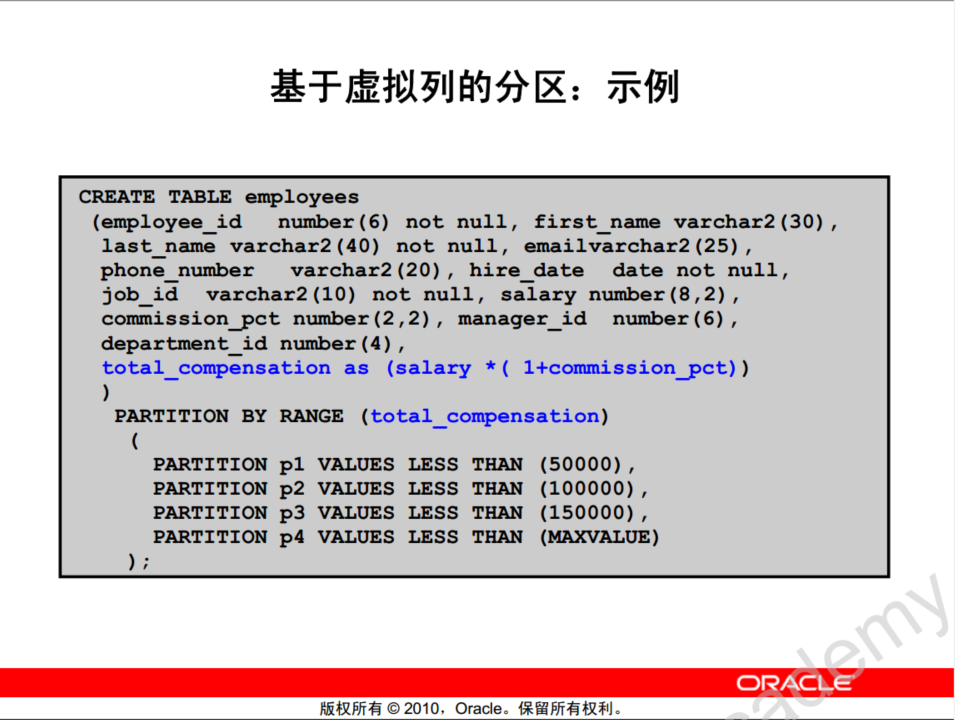 基于虚拟列的分区：示例
CREATE TABLE employees
(employee_id number(6) not null, first_name varchar2(30),
last_name varchar2(40) not null, emailvarchar2(25),
phone_number varchar2(20), hire_date date not null,
job_id varchar2(10) not null, salary number(8,2),
commission_pct number(2,2), manager_id number(6),
department_id number(4),
total_compensation as (salary *( 1+commission_pct))
)
PARTITION BY RANGE (total_compensation)
(
PARTITION p1 VALUES LESS THAN (50000),
PARTITION p2 VALUES LESS THAN (100000),
PARTITION p3 VALUES LESS THAN (150000),
PARTITION p4 VALUES LESS THAN (MAXVALUE)
);
ORACLE
版权所有 © 2010，Oracle。保留所有权利。